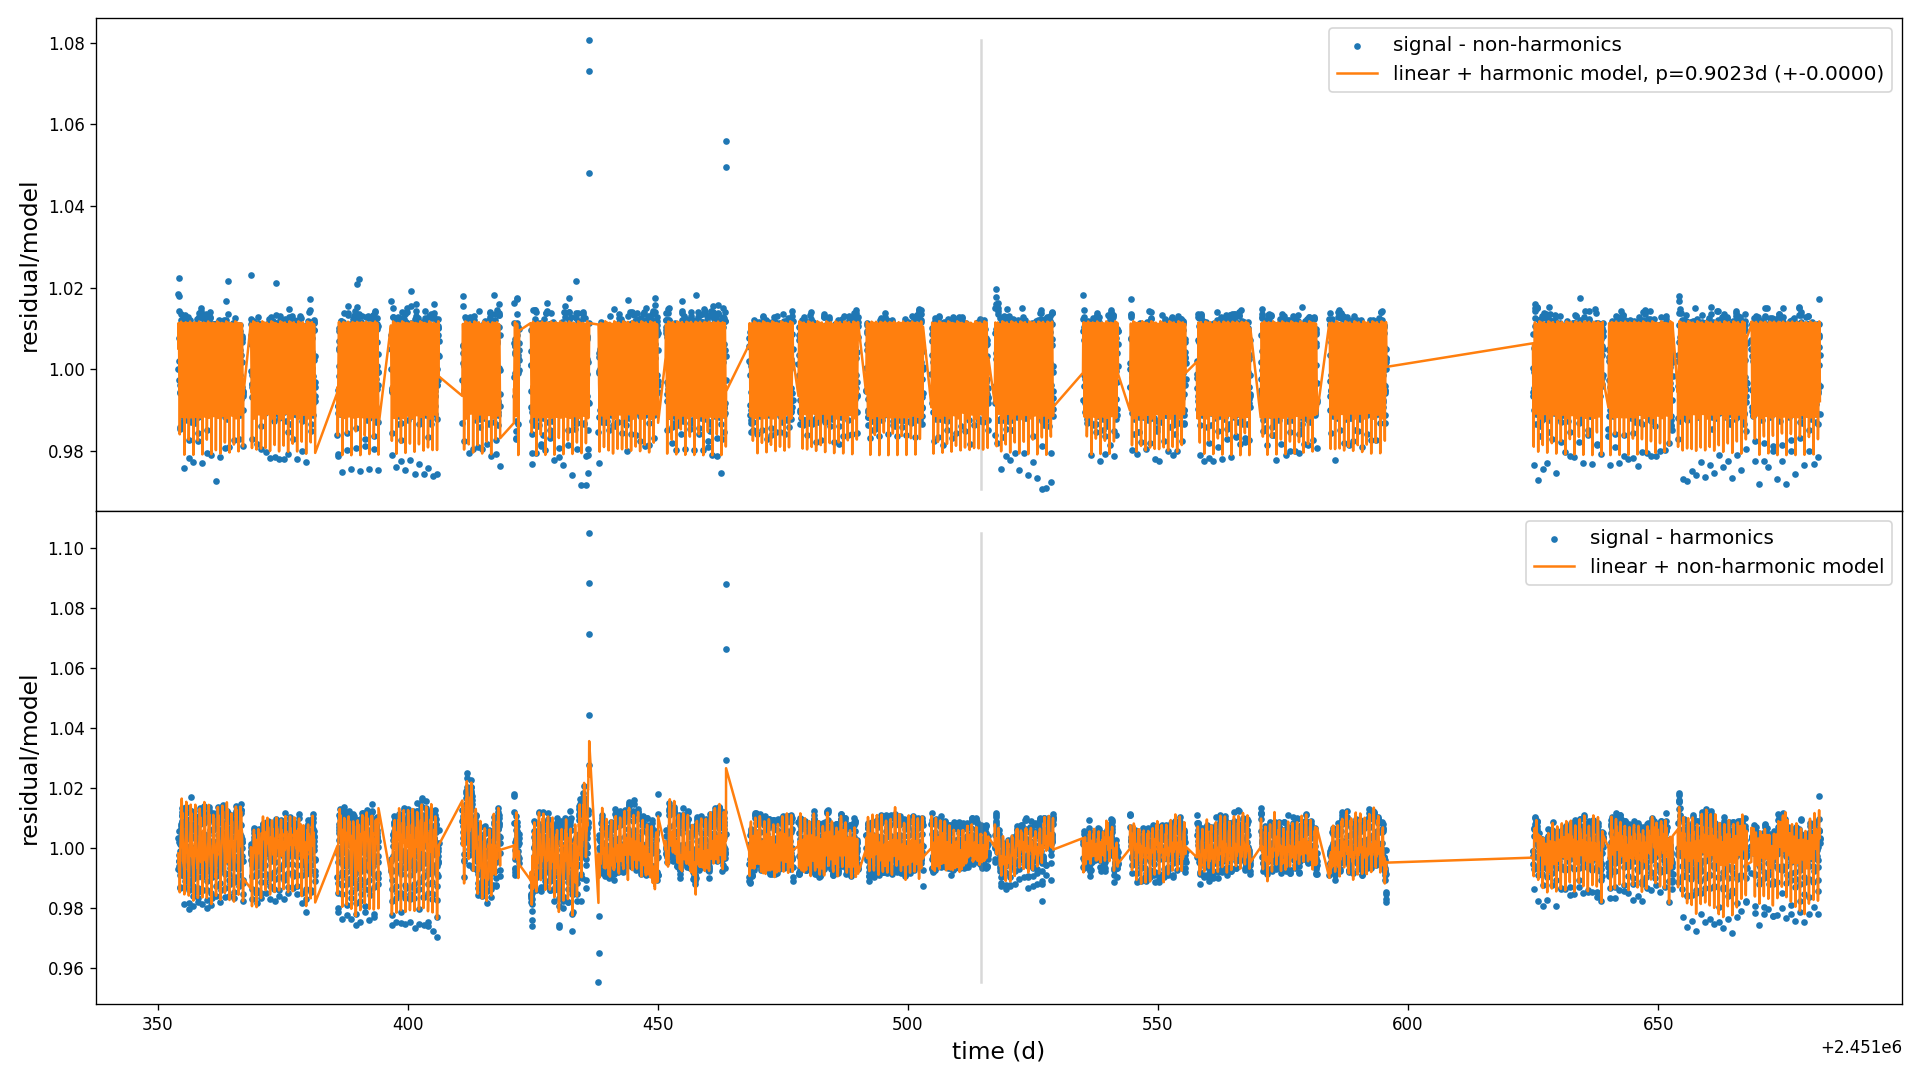 1.08
1.06
1.04
1.02
1.00
0.98
residual/model
signal - non-harmonics
linear + harmonic model, p=0.9023d (+-0.0000)
1.10
1.08
1.06
1.04
1.02
1.00
0.98
0.96
residual/model
signal - harmonics
linear + non-harmonic model
350 400 450 500 550 600 650
+2.451e6
time (d)